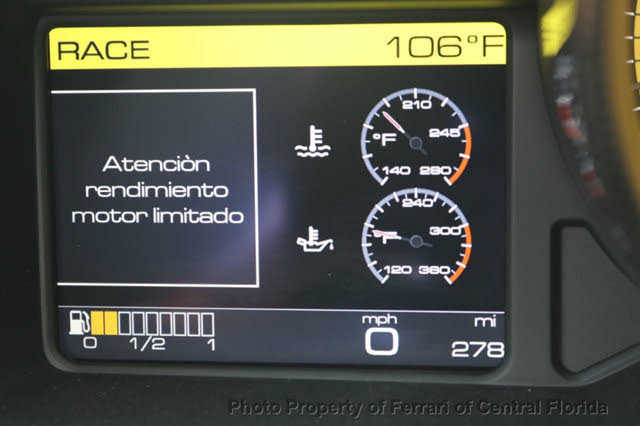 RACE 106°F
Atenciòn
rendimiento
motor limitado
210
°F 245
140 280
240
°F 300
120 360
0 1/2 1
mph
0
mi
278
Photo Property of Ferrari of Central Florida